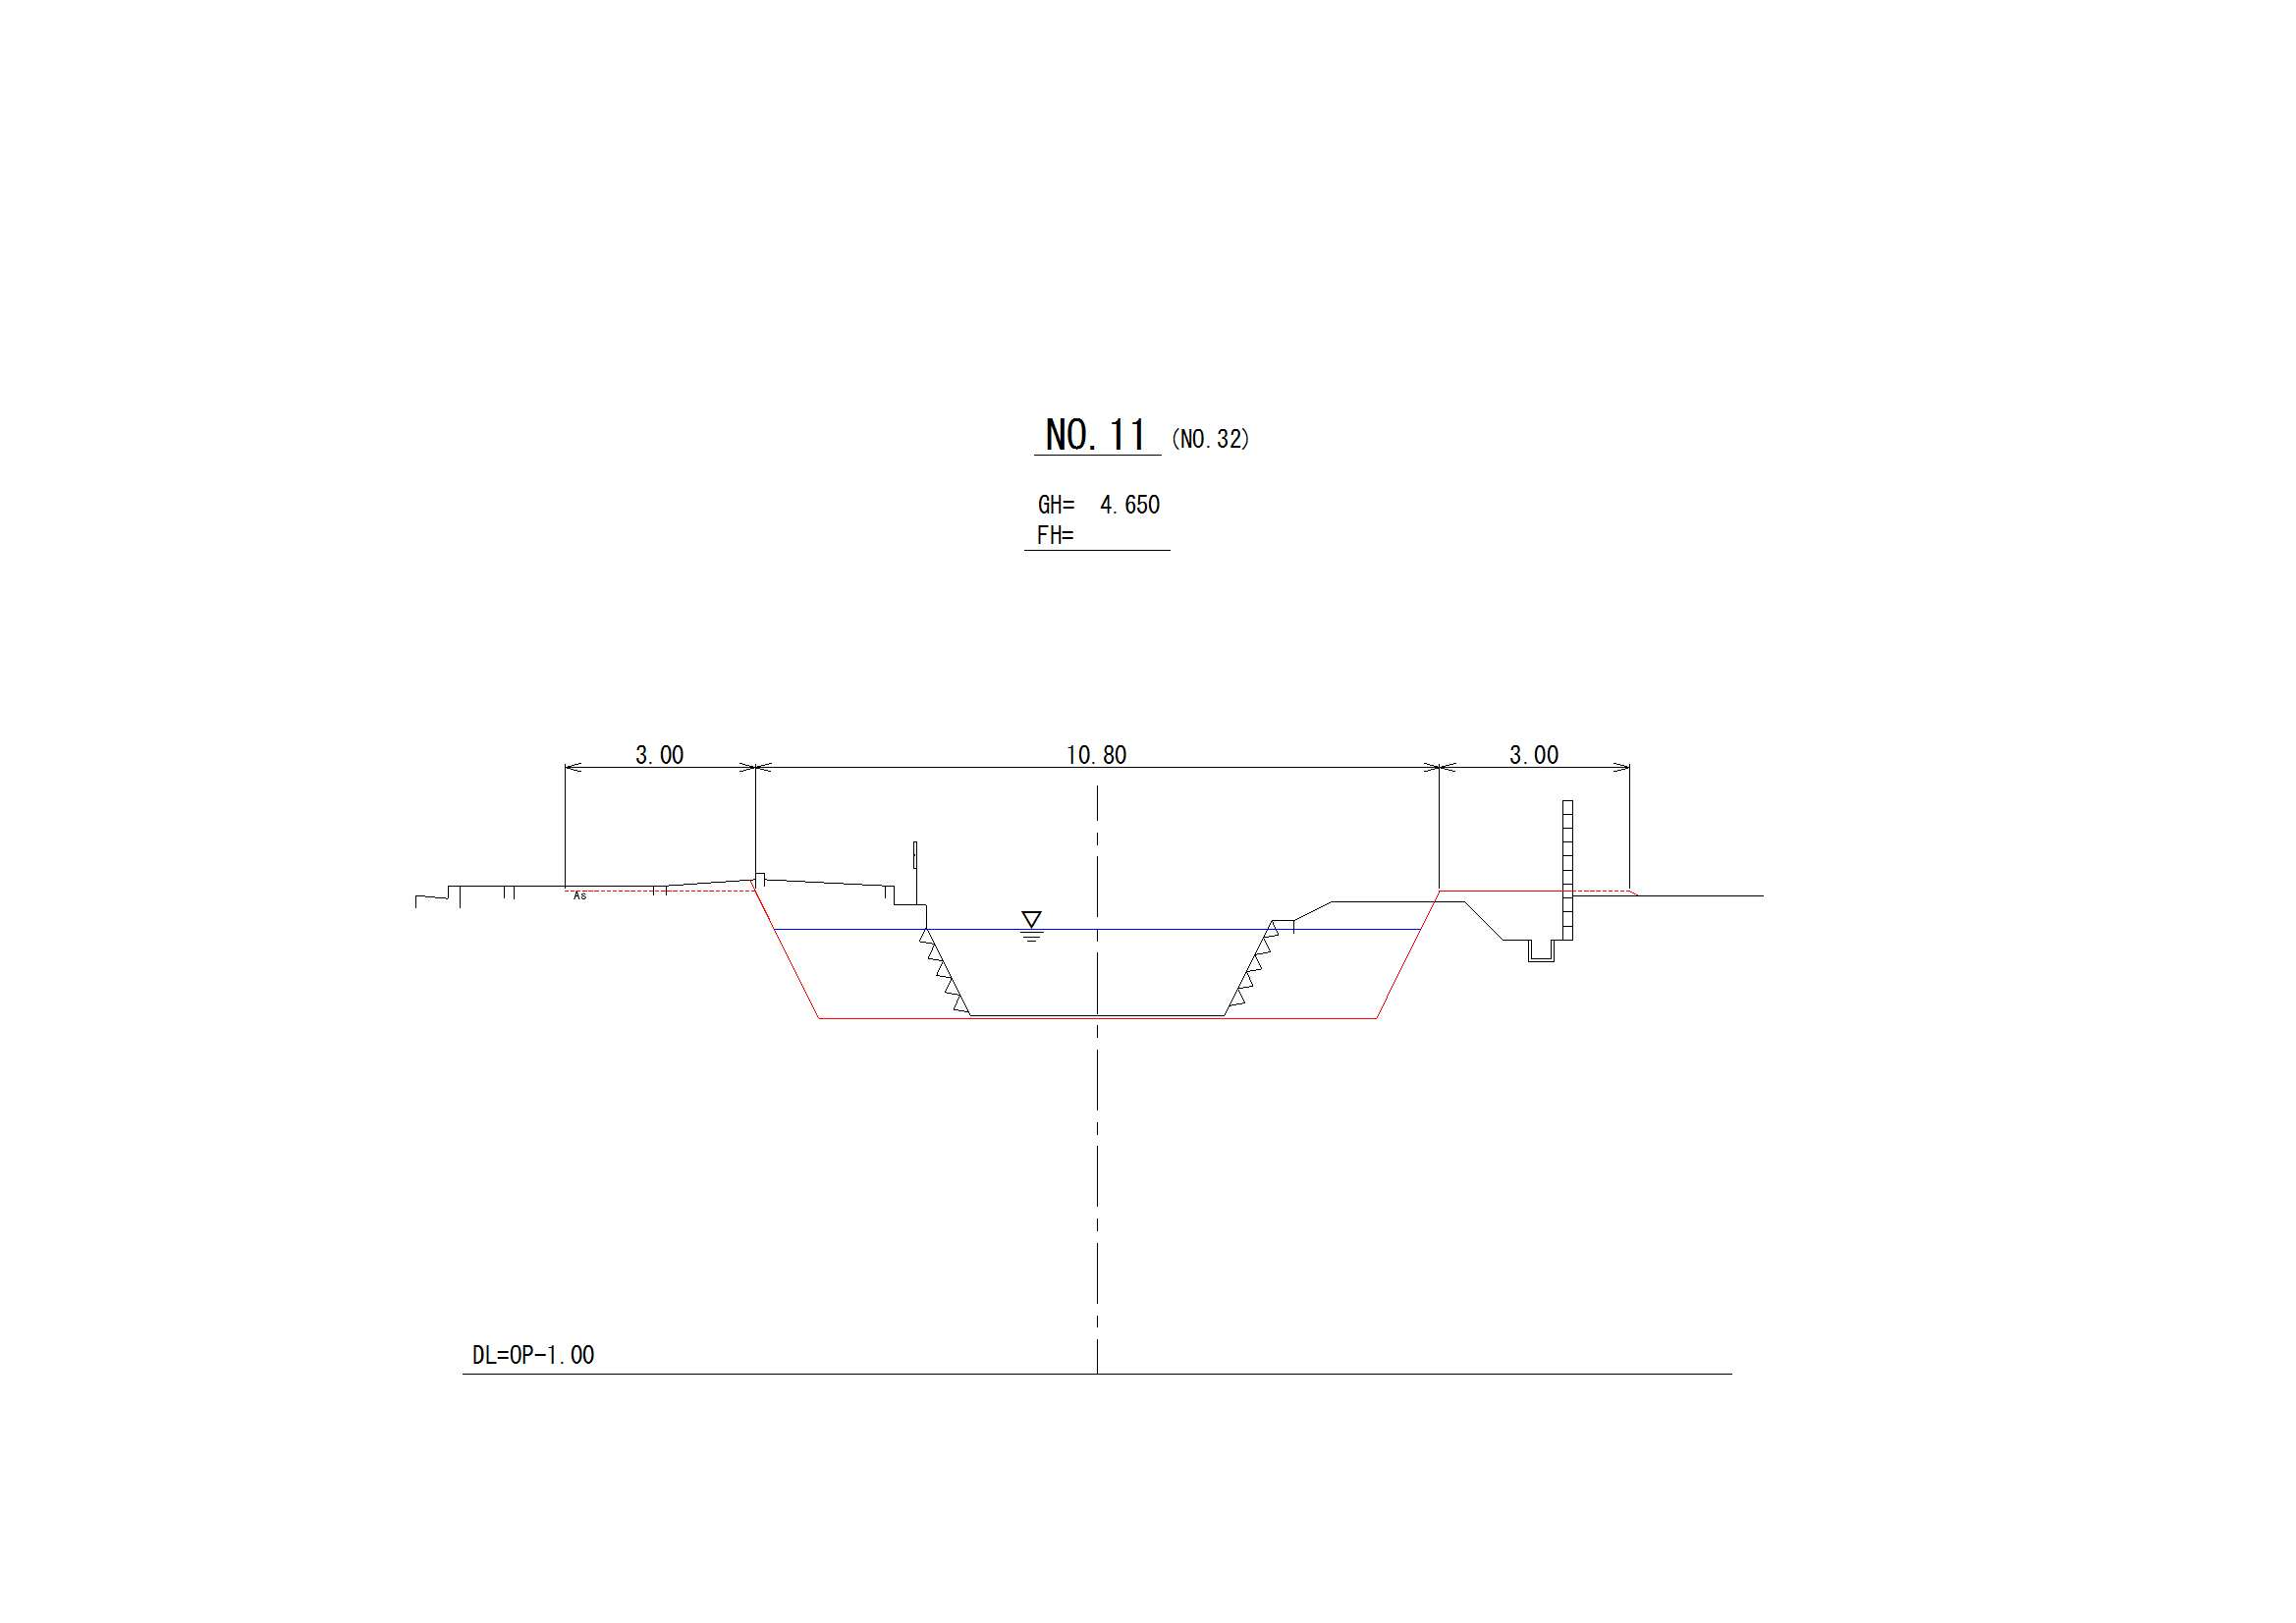 NO.11 (NO.32)
GH= 4.650
FH=
3.00 10.80 3.00
As
DL=OP-1.00